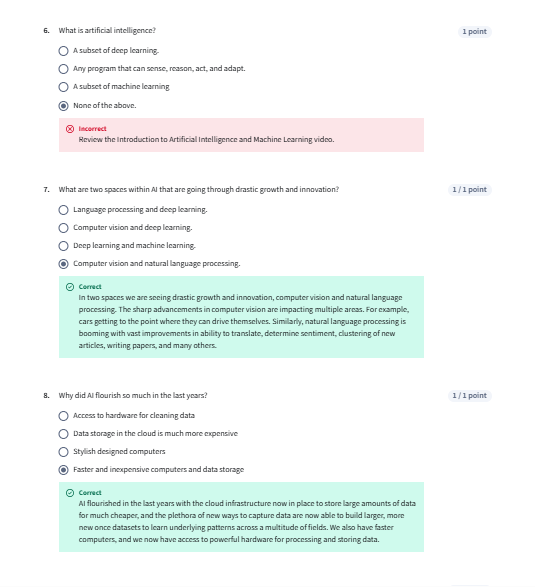 6. What is artificial intelligence? 1 point
A subset of deep learning.
Any program that can sense, reason, act, and adapt.
A subset of machine learning
None of the above.
Incorrect
Review the Introduction to Artificial Intelligence and Machine Learning video.
7. What are two spaces within AI that are going through drastic growth and innovation? 1 / 1 point
Language processing and deep learning.
Computer vision and deep learning.
Deep learning and machine learning.
Computer vision and natural language processing.
Correct
In two spaces we are seeing drastic growth and innovation, computer vision and natural language
processing. The sharp advancements in computer vision are impacting multiple areas. For example,
cars getting to the point where they can drive themselves. Similarly, natural language processing is
booming with vast improvements in ability to translate, determine sentiment, clustering of new
articles, writing papers, and many others.
8. Why did AI flourish so much in the last years? 1 / 1 point
Access to hardware for cleaning data
Data storage in the cloud is much more expensive
Stylish designed computers
Faster and inexpensive computers and data storage
Correct
AI flourished in the last years with the cloud infrastructure now in place to store large amounts of data
for much cheaper, and the plethora of new ways to capture data are now able to build larger, more
new once datasets to learn underlying patterns across a multitude of fields. We also have faster
computers, and we now have access to powerful hardware for processing and storing data.